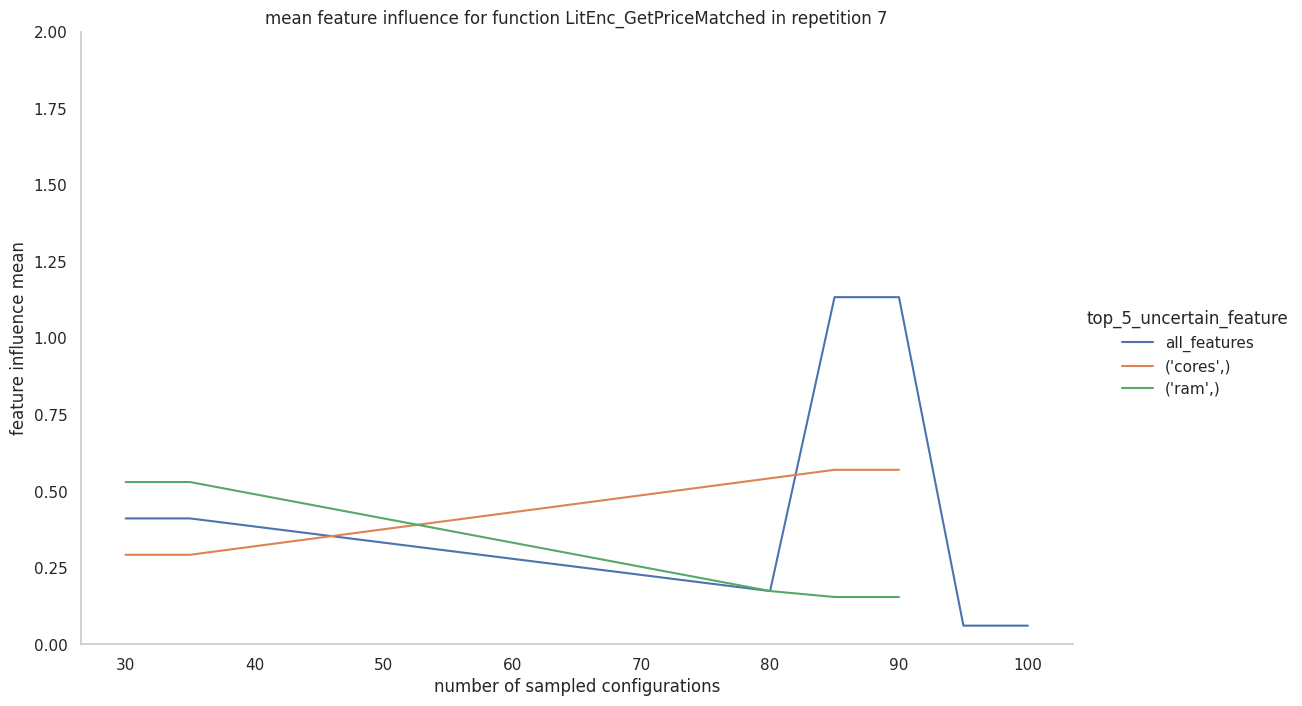 mean feature influence for function LitEnc_GetPriceMatched in repetition 7
2.00
1.75
1.50
1.25
1.00
0.75
0.50
0.25
0.00
feature influence mean
30 40 50 60 70 80 90 100
number of sampled configurations
top_5_uncertain_feature
all_features
('cores',)
('ram',)